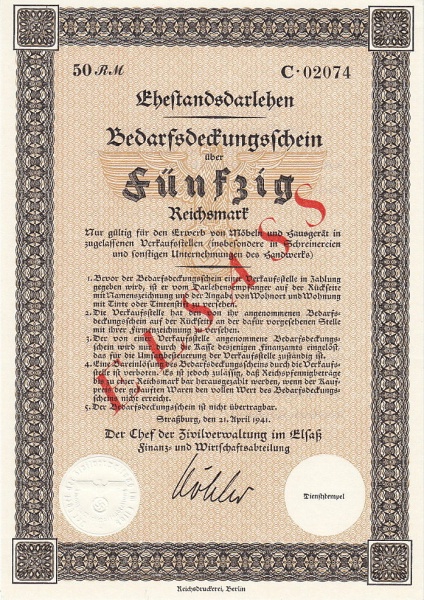 50 RM C·02074
Ehestandsdarlehen
Bedarfsdeckungsschein
über
Fünfzig
Reichsmark
Nur gültig für den Erwerb von Möbeln und Hausgerät in
zugelassenen Verkaufsstellen (insbesondere in Schreinereien
und sonstigen Unternehmungen des Handwerks)
ELSASS
1. Bevor der Bedarfsdeckungsschein einer Verkaufsstelle in Zahlung
gegeben wird, ist er vom Darlehensempfänger auf der Rückseite
mit Namenszeichnung und der Angabe von Wohnort und Wohnung
mit Tinte oder Tintenstift zu versehen.
2. Die Verkaufsstelle hat den von ihr angenommenen Bedarfs-
deckungsschein auf der Rückseite an der dafür vorgesehenen Stelle
mit ihrer Firmenzeichnung zu versehen.
3. Der von einer Verkaufsstelle angenommene Bedarfsdeckungs-
schein wird nur durch die Kasse desjenigen Finanzamts eingelöst,
das für die Umsatzsteuerung der Verkaufsstelle zuständig ist.
4. Ein Bareinlösung des Bedarfsdeckungsscheins durch die Verkaufs-
stelle ist verboten. Es ist jedoch zulässig, daß Reichspfennigbeträge
bis zu einer Reichsmark bar herausgezahlt werden, wenn der Kauf-
preis der gekauften Waren den vollen Wert des Bedarfsdeckungs-
scheins nicht erreicht.
5. Der Bedarfsdeckungsschein ist nicht übertragbar.
Straßburg, den 21. April 1941.
Der Chef der Zivilverwaltung im Elsaß
Finanz- und Wirtschaftsabteilung
Köhler
Dienststempel
Reichsdruckerei, Berlin